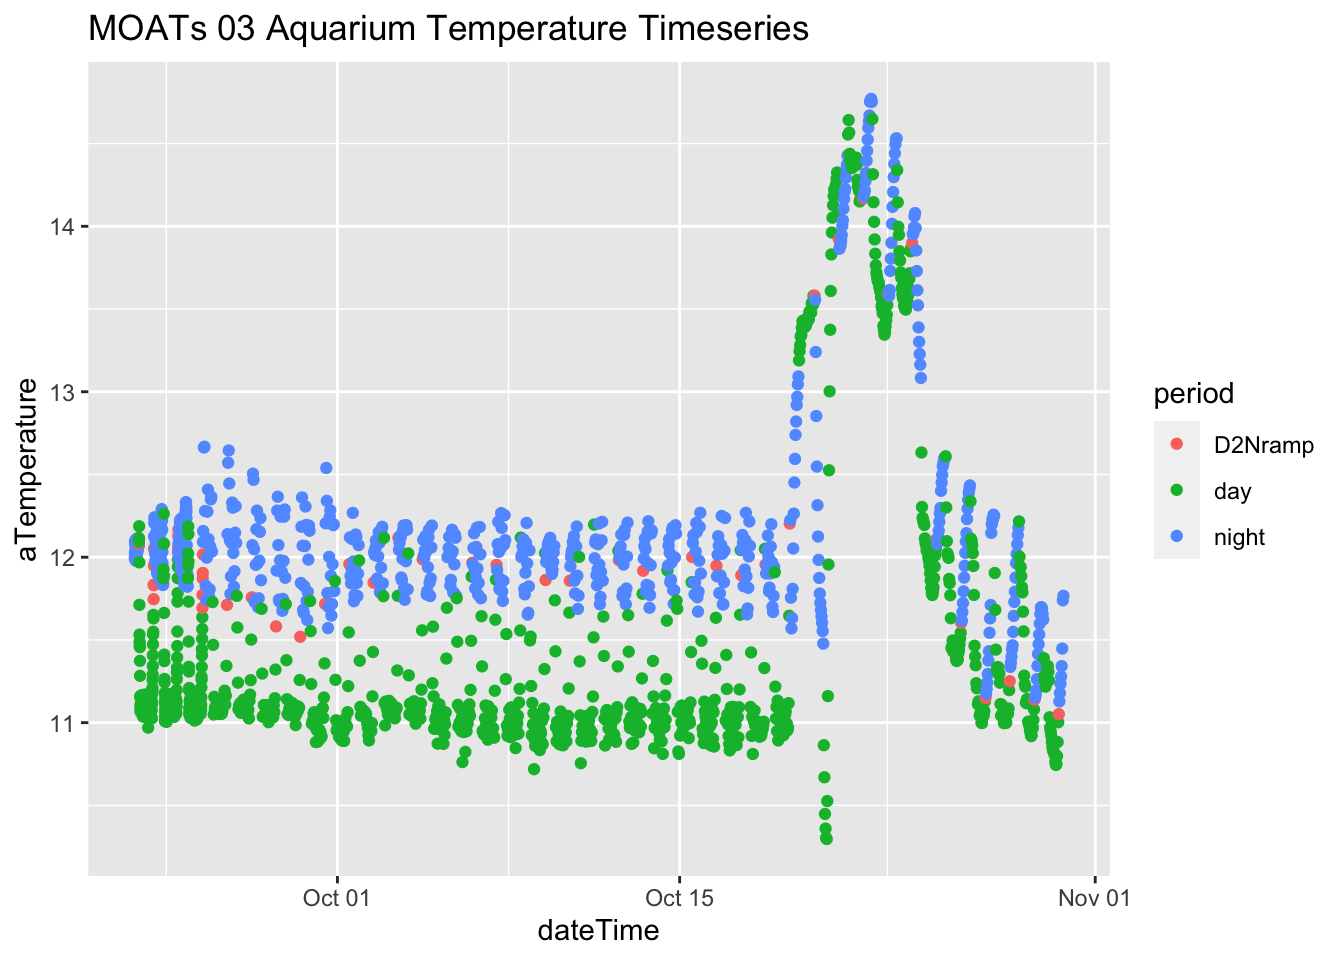 MOATs 03 Aquarium Temperature Timeseries
14
13
12
11
aTemperature
Oct 01
Oct 15
Nov 01
dateTime
period
D2Nramp
day
night